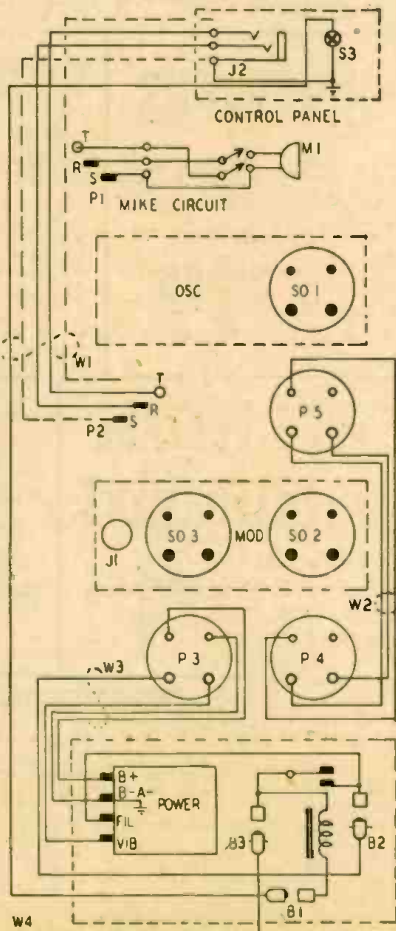 S3
J2
CONTROL PANEL
T
M1
R
S
P1 MIKE CIRCUIT
OSC
SO 1
W1
T
R
P2
S
P 5
J1
SO 3
MOD
SO 2
W2
W3
P 3
P 4
B+
B-A-
POWER
FIL
VIB
B3
B2
B1
W4